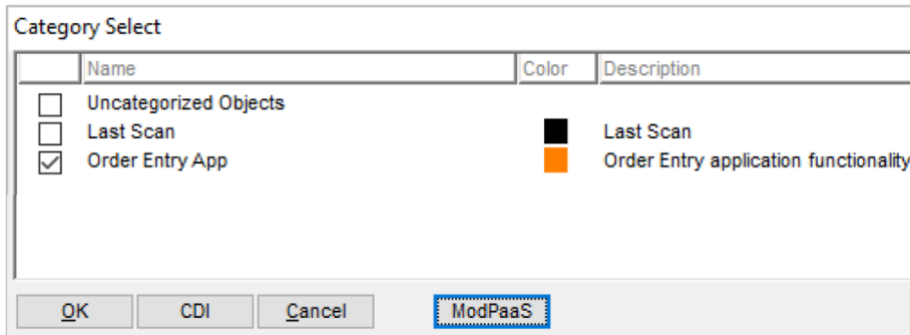 Category Select
Name Color Description
Uncategorized Objects
Last Scan Last Scan
Order Entry App Order Entry application functionality
OK CDI Cancel ModPaaS